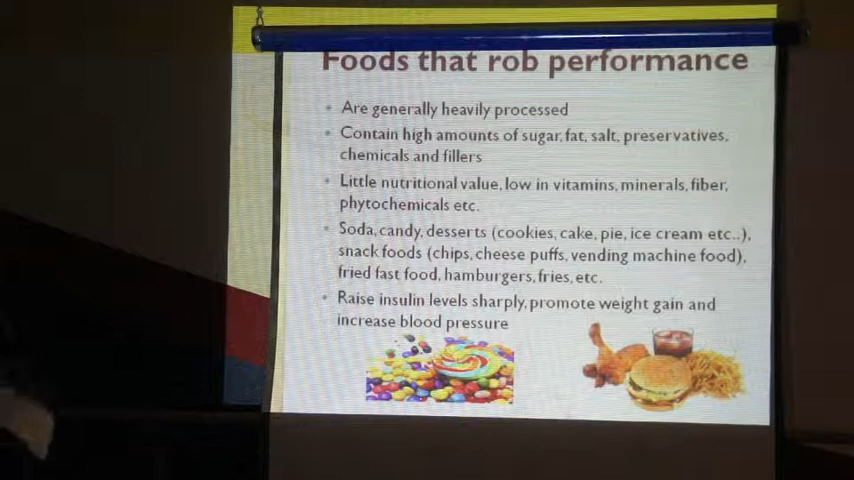 Foods that rob performance
Are generally heavily processed
Contain high amounts of sugar, fat, salt, preservatives,
chemicals and fillers
Little nutritional value, low in vitamins, minerals, fiber,
phytochemicals etc.
Soda, candy, desserts (cookies, cake, pie, ice cream etc..),
snack foods (chips, cheese puffs, vending machine food),
fried fast food, hamburgers, fries, etc.
Raise insulin levels sharply, promote weight gain and
increase blood pressure